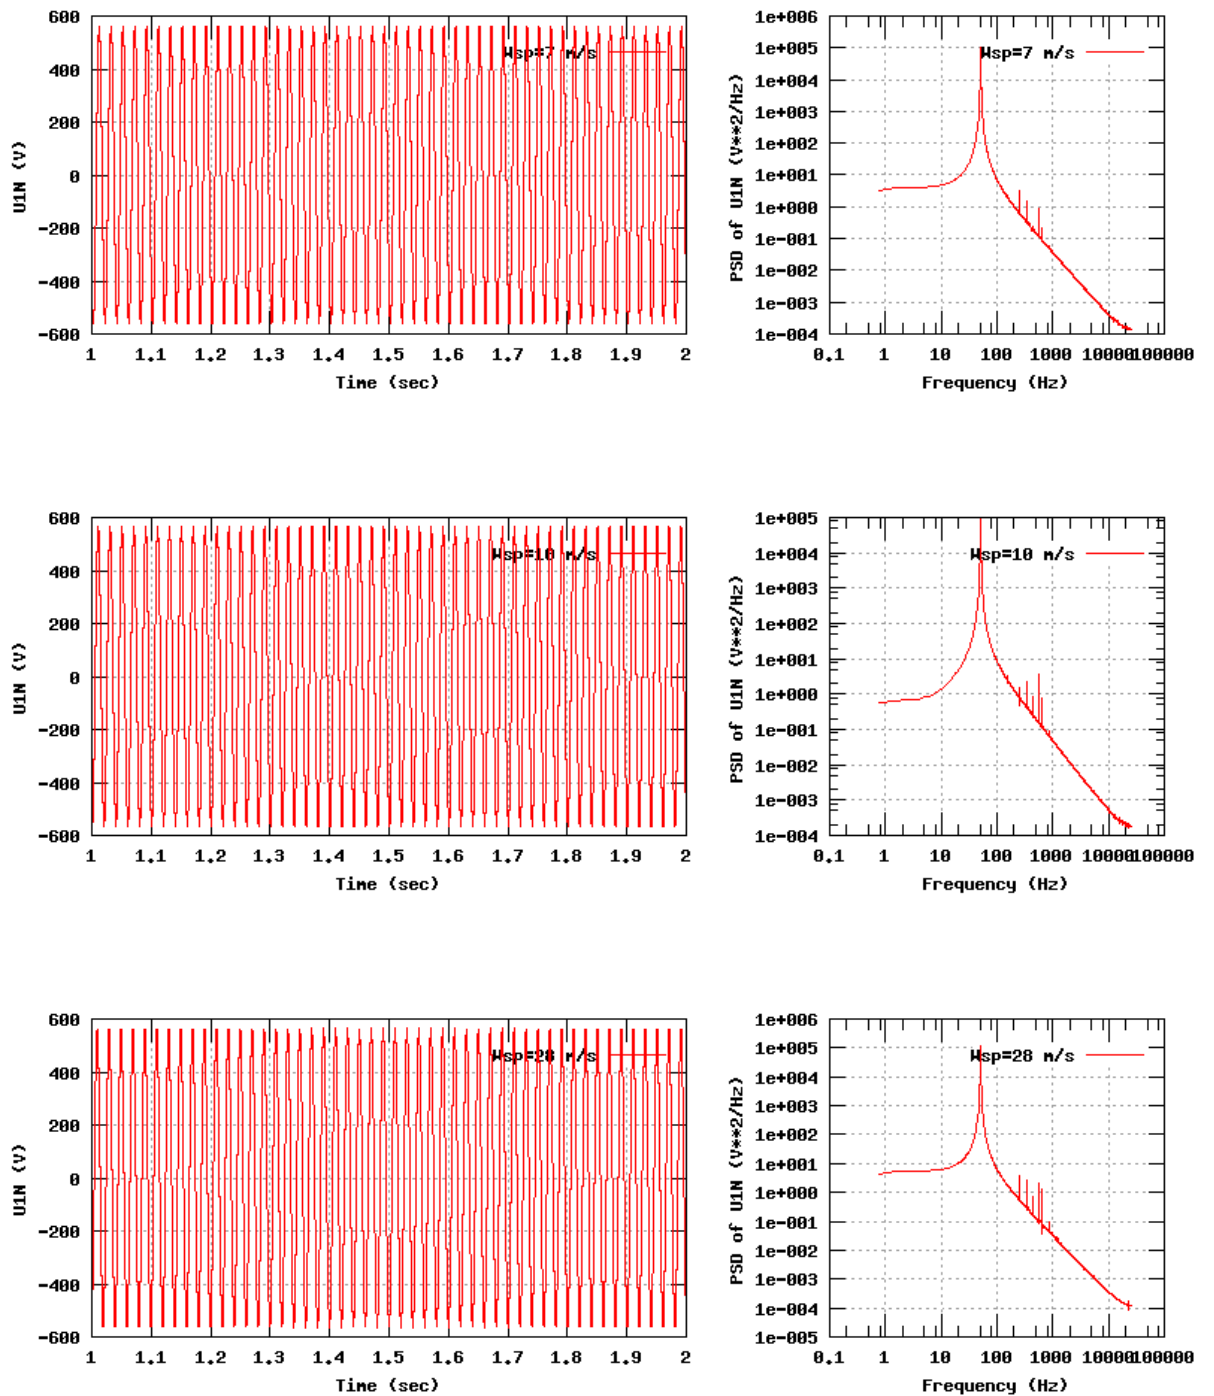 600
400
200
0
-200
-400
-600
U1N (V)
Wsp=7 m/s
1 1.1 1.2 1.3 1.4 1.5 1.6 1.7 1.8 1.9 2
Time (sec)
1e+006
1e+005
1e+004
1e+003
1e+002
1e+001
1e+000
1e-001
1e-002
1e-003
1e-004
PSD of U1N (V**2/Hz)
Wsp=7 m/s
0.1 1 10 100 1000 10000 100000
Frequency (Hz)
600
400
200
0
-200
-400
-600
U1N (V)
Wsp=10 m/s
1 1.1 1.2 1.3 1.4 1.5 1.6 1.7 1.8 1.9 2
Time (sec)
1e+005
1e+004
1e+003
1e+002
1e+001
1e+000
1e-001
1e-002
1e-003
1e-004
PSD of U1N (V**2/Hz)
Wsp=10 m/s
0.1 1 10 100 1000 10000 100000
Frequency (Hz)
600
400
200
0
-200
-400
-600
U1N (V)
Wsp=28 m/s
1 1.1 1.2 1.3 1.4 1.5 1.6 1.7 1.8 1.9 2
Time (sec)
1e+006
1e+005
1e+004
1e+003
1e+002
1e+001
1e+000
1e-001
1e-002
1e-003
1e-004
1e-005
PSD of U1N (V**2/Hz)
Wsp=28 m/s
0.1 1 10 100 1000 10000 100000
Frequency (Hz)